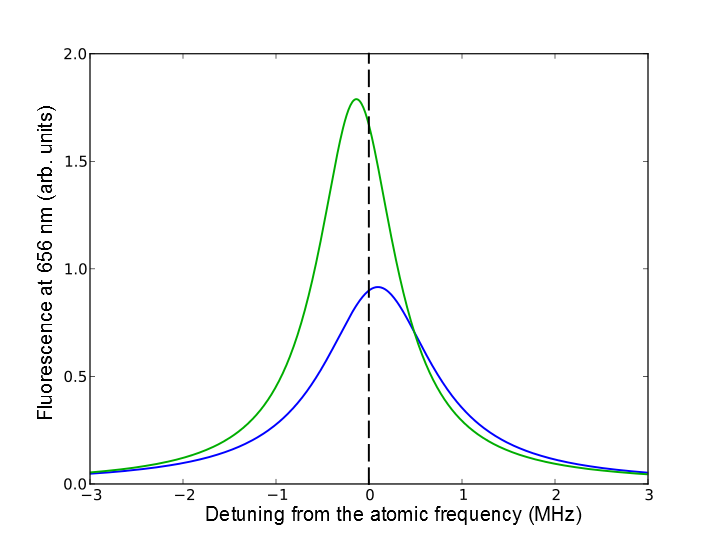 Fluorescence at 656 nm (arb. units)
2.0
1.5
1.0
0.5
0.0
−3 −2 −1 0 1 2 3
Detuning from the atomic frequency (MHz)